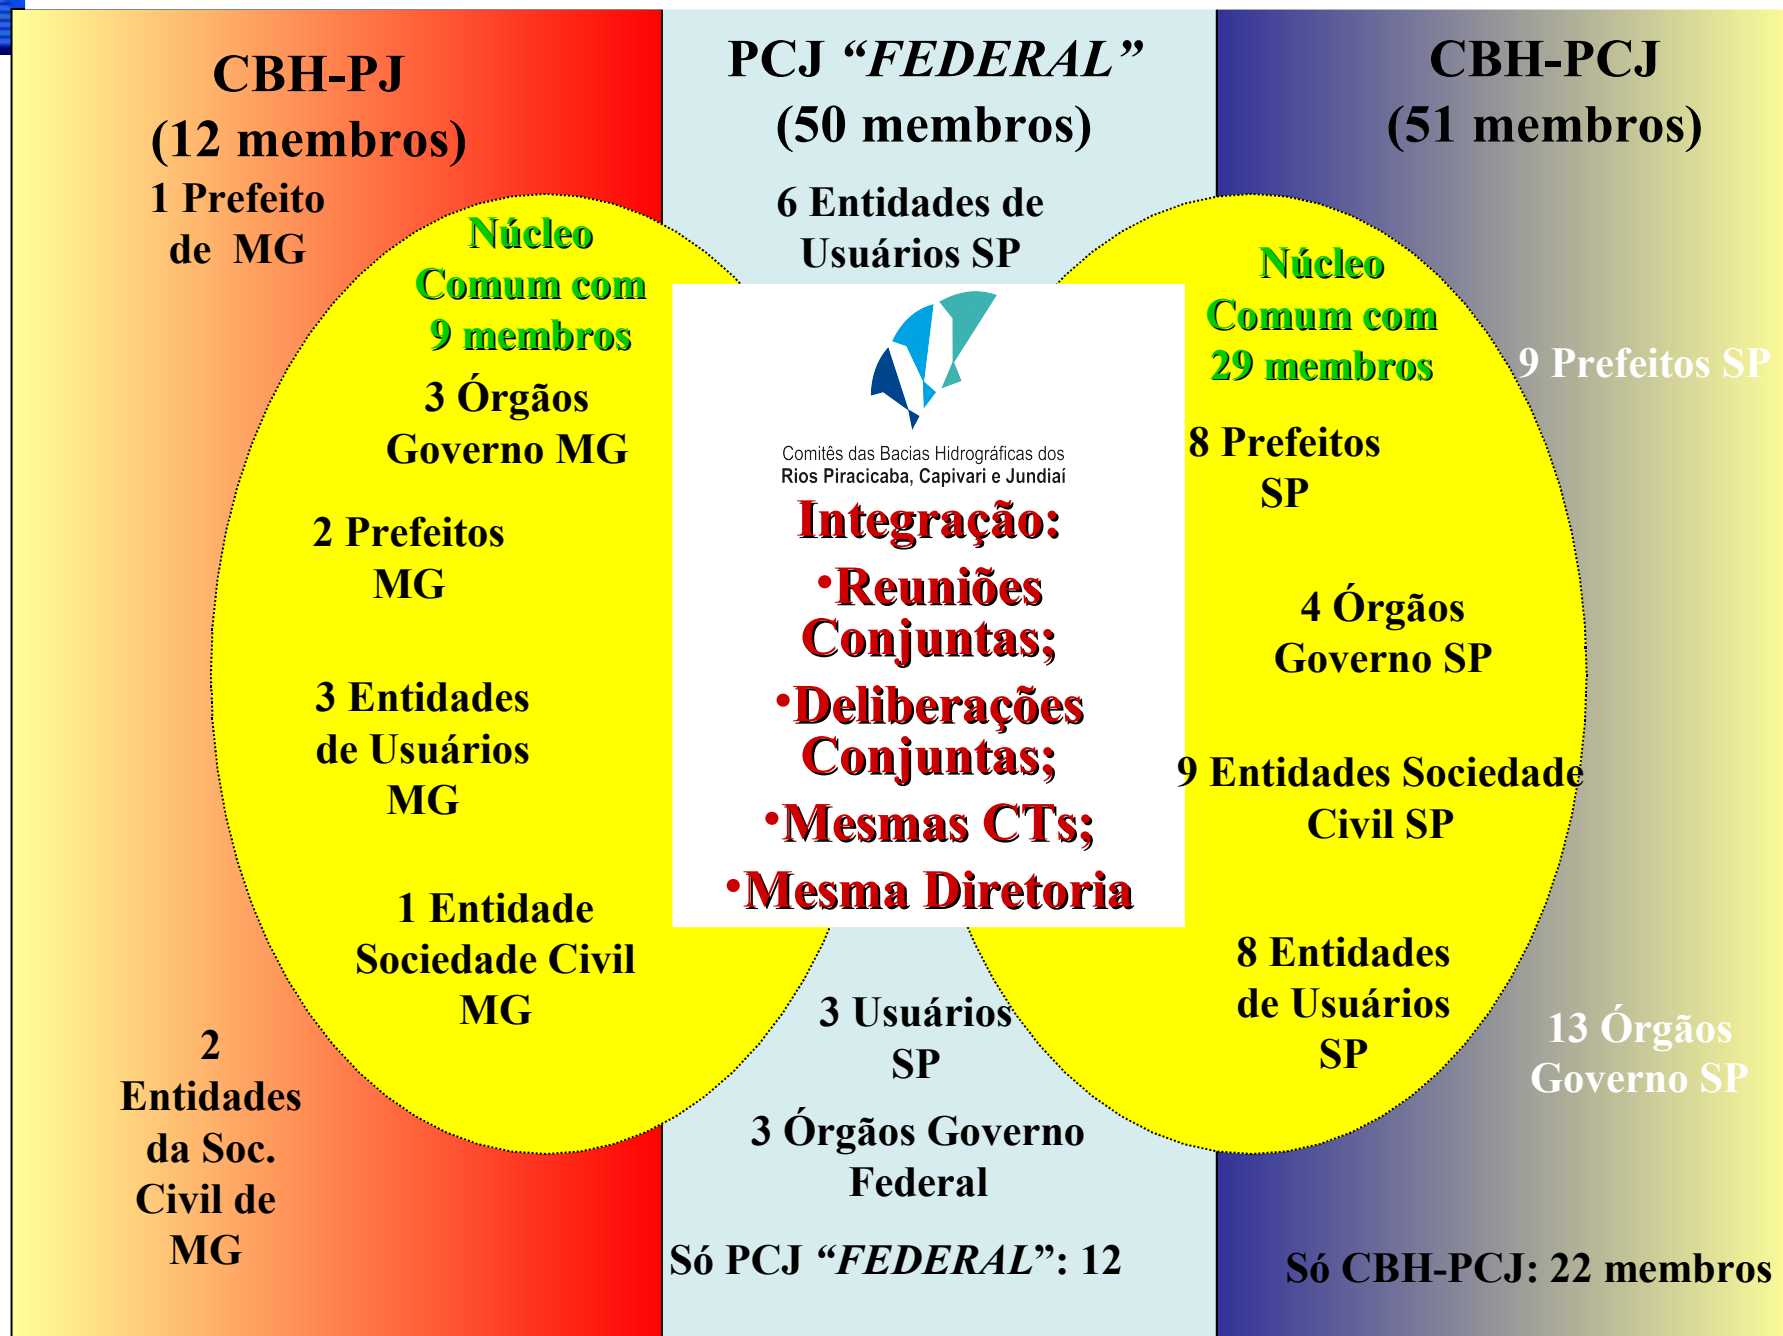 CBH-PJ
(12 membros)
1 Prefeito
de MG
Núcleo
Comum com
9 membros
3 Órgãos
Governo MG
2 Prefeitos
MG
3 Entidades
de Usuários
MG
1 Entidade
Sociedade Civil
MG
2
Entidades
da Soc.
Civil de
MG
PCJ “FEDERAL”
(50 membros)
6 Entidades de
Usuários SP
Comitês das Bacias Hidrográficas dos
Rios Piracicaba, Capivari e Jundiaí
Integração:
•Reuniões
Conjuntas;
•Deliberações
Conjuntas;
•Mesmas CTs;
•Mesma Diretoria
3 Usuários
SP
3 Órgãos Governo
Federal
Só PCJ “FEDERAL”: 12
CBH-PCJ
(51 membros)
Núcleo
Comum com
29 membros
9 Prefeitos SP
8 Prefeitos
SP
4 Órgãos
Governo SP
9 Entidades Sociedade
Civil SP
8 Entidades
de Usuários
SP
13 Órgãos
Governo SP
Só CBH-PCJ: 22 membros